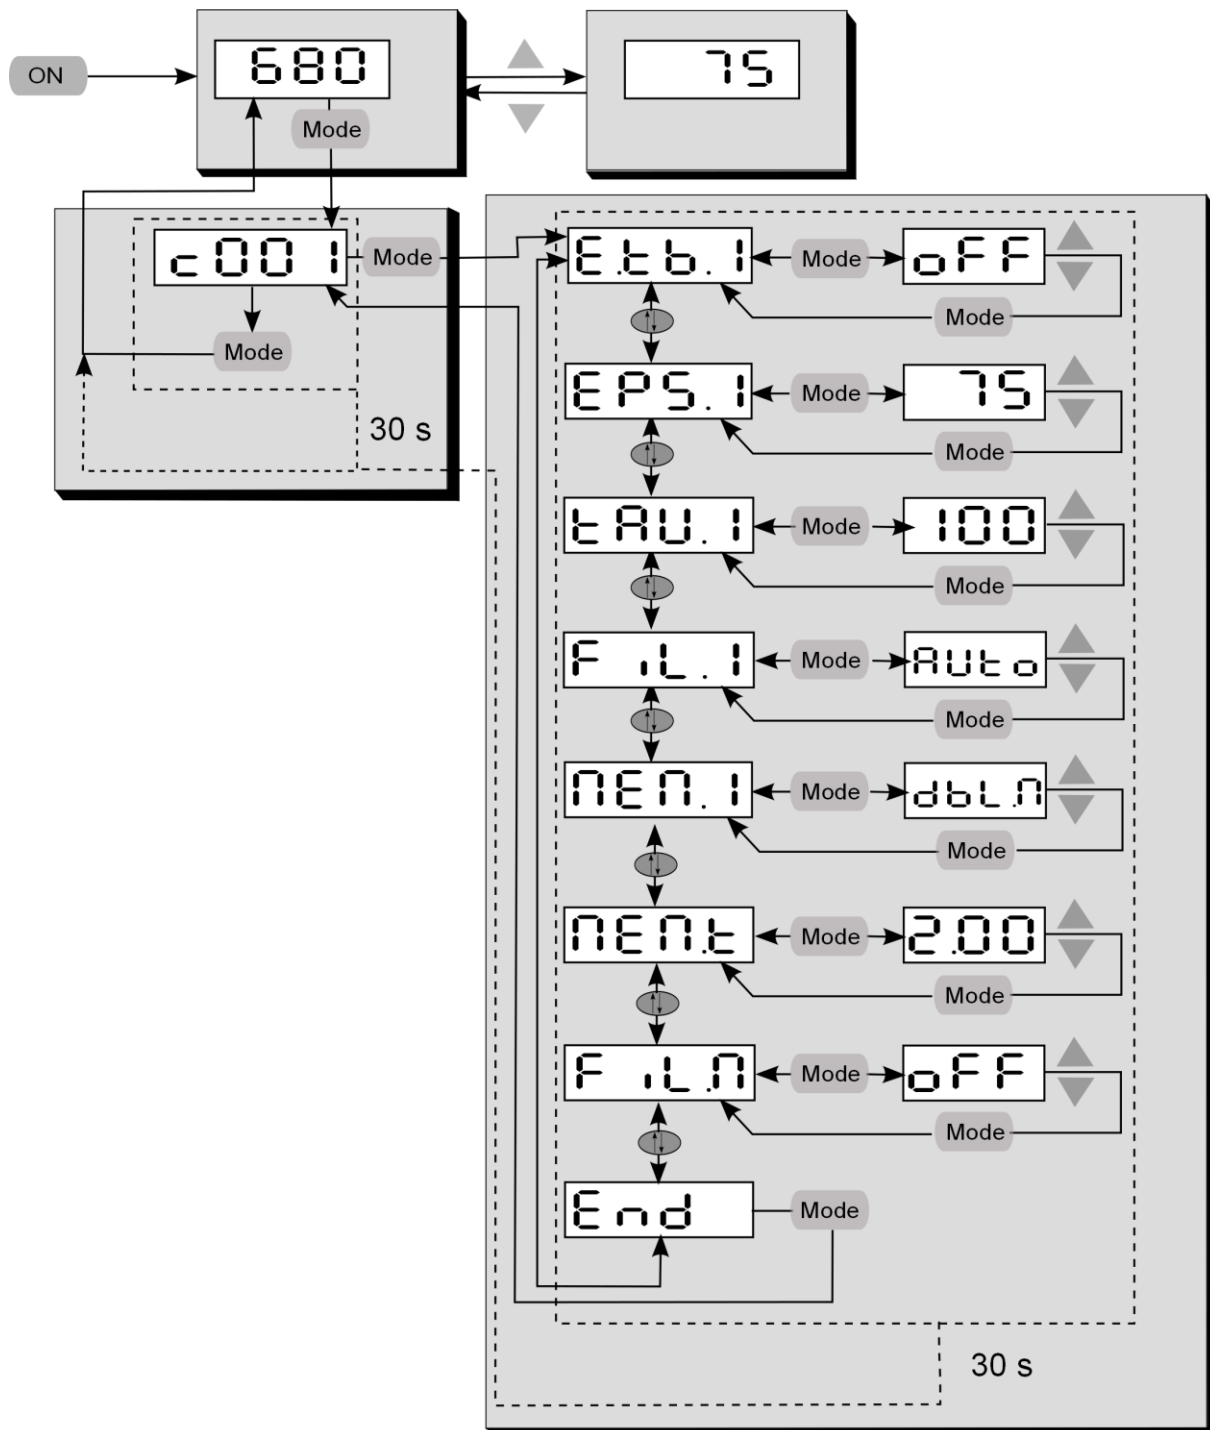 ON
680
75
Mode
c001
Mode
Mode
30 s
E.tb.1
Mode
oFF
Mode
EPS.1
Mode
75
Mode
tAU.1
Mode
100
Mode
F iL.1
Mode
AUto
Mode
MEM.1
Mode
dbL.M
Mode
MEM.t
Mode
2.00
Mode
F iL.M
Mode
oFF
Mode
End
Mode
30 s